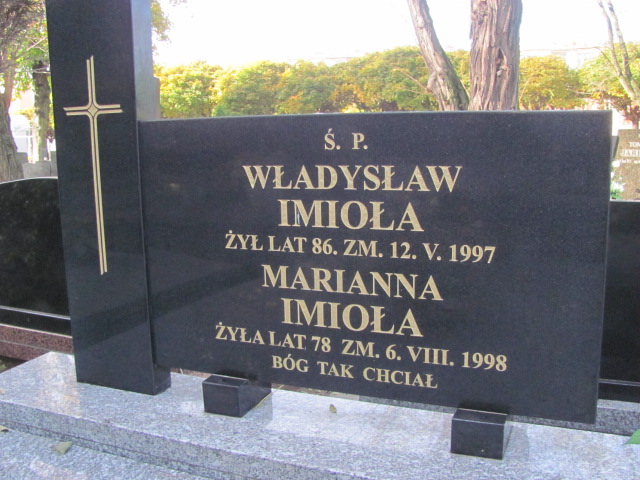 Ś. P.
WŁADYSŁAW
IMIOŁA
ŻYŁ LAT 86. ZM. 12. V. 1997
MARIANNA
IMIOŁA
ŻYŁA LAT 78 ZM. 6. VIII. 1998
BÓG TAK CHCIAŁ